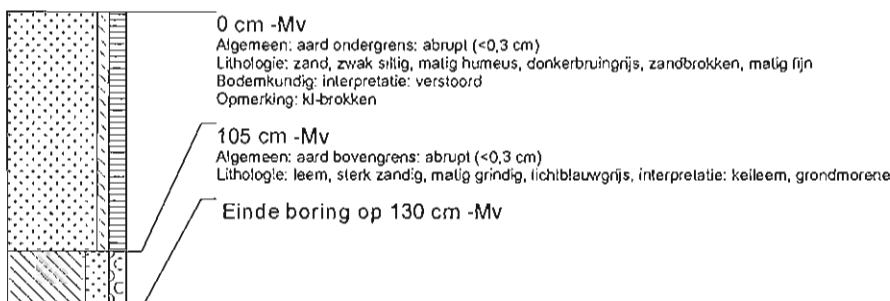 0 cm -Mv
Algemeen: aard ondergrens: abrupt (<0,3 cm)
Lithologie: zand, zwak siltig, matig humeus, donkerbruingrijs, zandbrokken, matig fijn
Bodemkundig: interpretatie: verstoord
Opmerking: kl-brokken
105 cm -Mv
Algemeen: aard bovengrens: abrupt (<0,3 cm)
Lithologie: leem, sterk zandig, matig grindig, lichtblauwgrijs, interpretatie: keileem, grondmorene
Einde boring op 130 cm -Mv